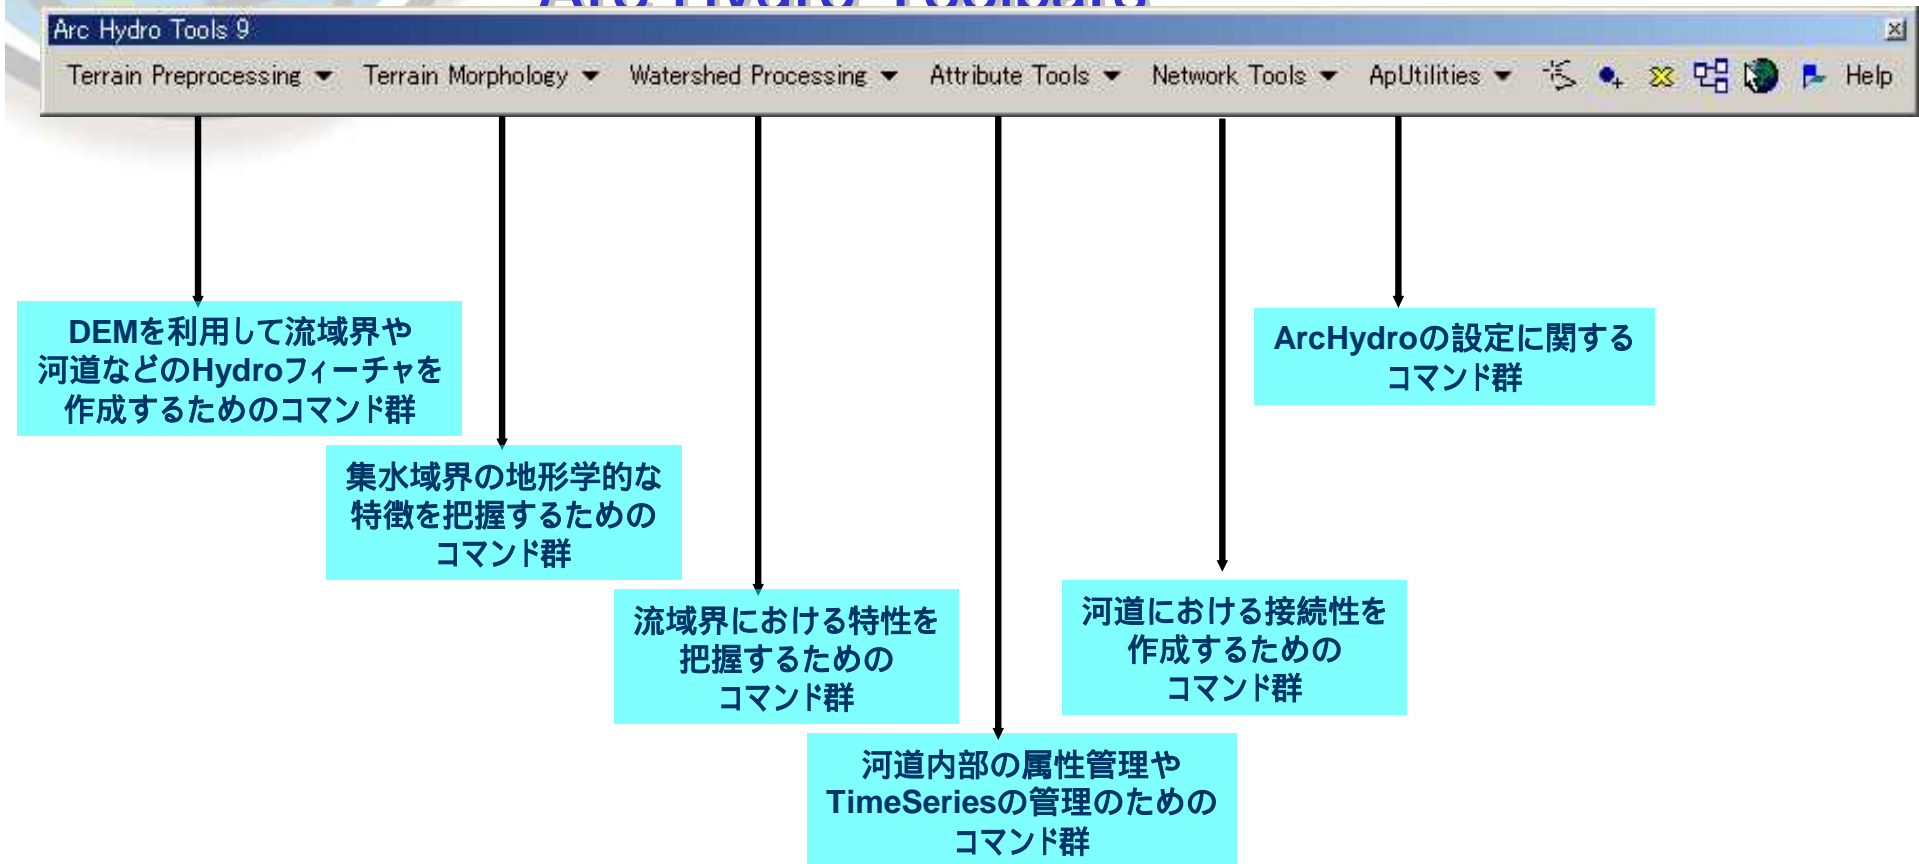 Arc Hydro Toolbars
Arc Hydro Tools 9
Terrain Preprocessing Terrain Morphology Watershed Processing Attribute Tools Network Tools ApUtilities Help
DEMを利用して流域界や
河道などのHydroフィーチャを
作成するためのコマンド群
集水域界の地形学的な
特徴を把握するための
コマンド群
流域界における特性を
把握するための
コマンド群
河道内部の属性管理や
TimeSeriesの管理のための
コマンド群
河道における接続性を
作成するための
コマンド群
ArcHydroの設定に関する
コマンド群